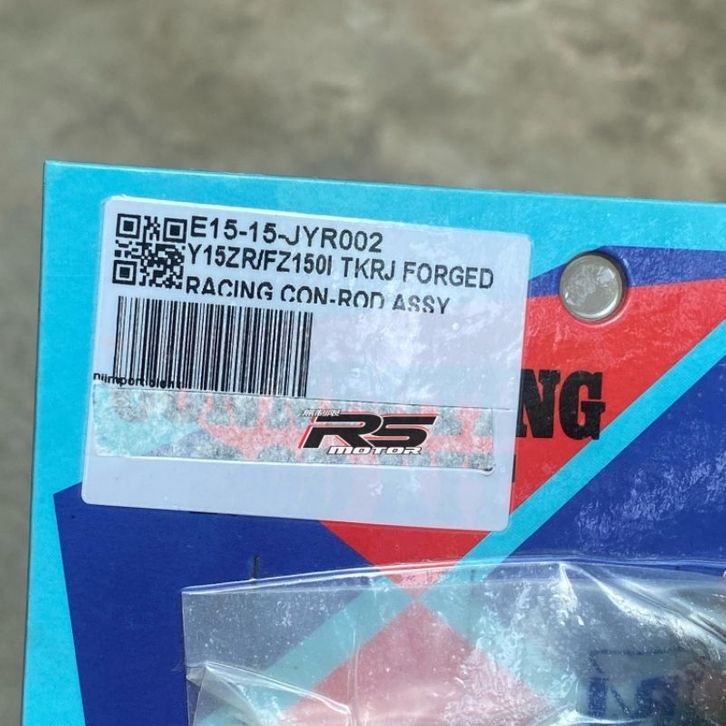 E15-15-JYR002
Y15ZR/FZ150I TKRJ FORGED
RACING CON-ROD ASSY
NG
RS
MOTOR